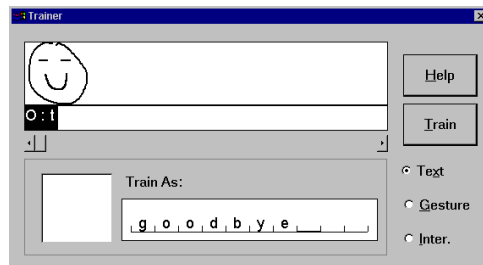 Trainer
O:t
Help
Train
Train As:
goodbye
Text
Gesture
Inter.